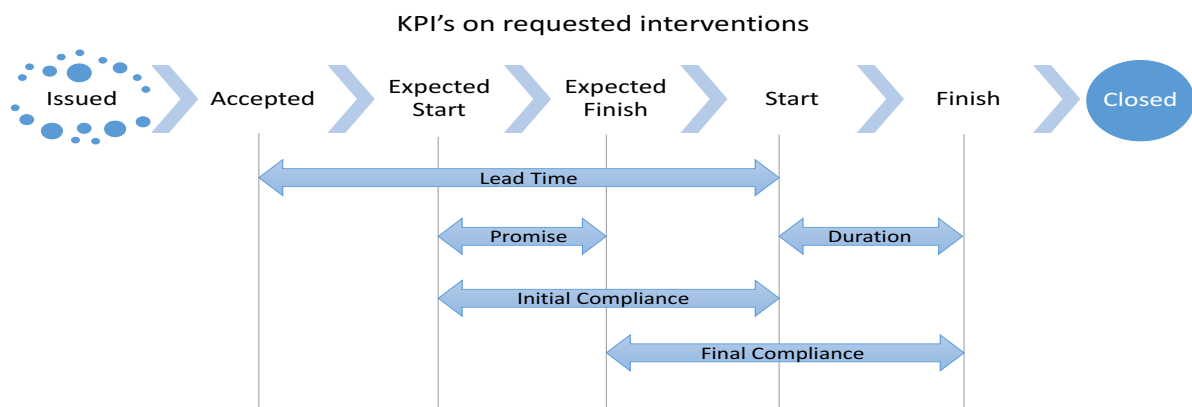 KPI's on requested interventions
Issued
Accepted
Expected
Start
Expected
Finish
Start
Finish
Closed
Lead Time
Promise
Duration
Initial Compliance
Final Compliance